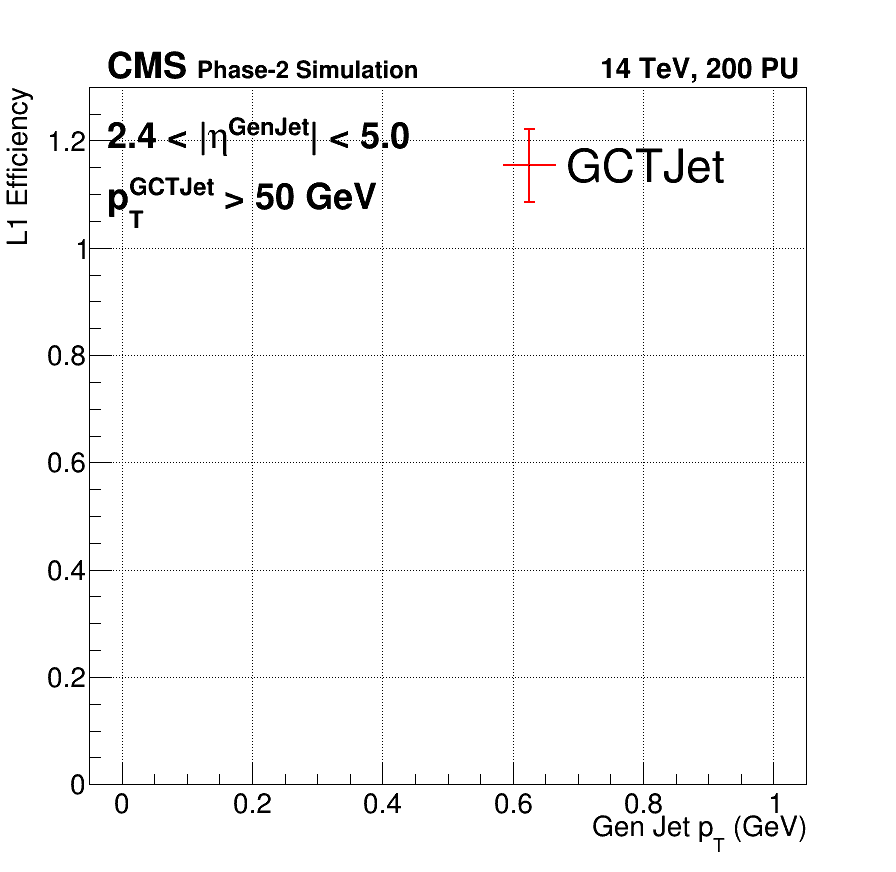 CMS Phase-2 Simulation 14 TeV, 200 PU
2.4 < |η^GenJet| < 5.0
p_T^GCTJet > 50 GeV
GCTJet
L1 Efficiency
1.2
1
0.8
0.6
0.4
0.2
0
0 0.2 0.4 0.6 0.8 1
Gen Jet p_T (GeV)